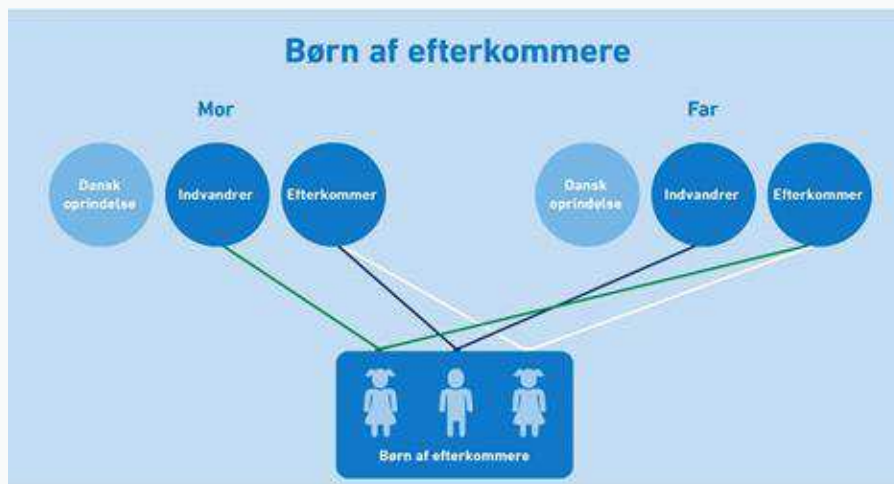 Børn af efterkommere
Mor
Far
Dansk
oprindelse
Indvandrer
Efterkommer
Dansk
oprindelse
Indvandrer
Efterkommer
Børn af efterkommere